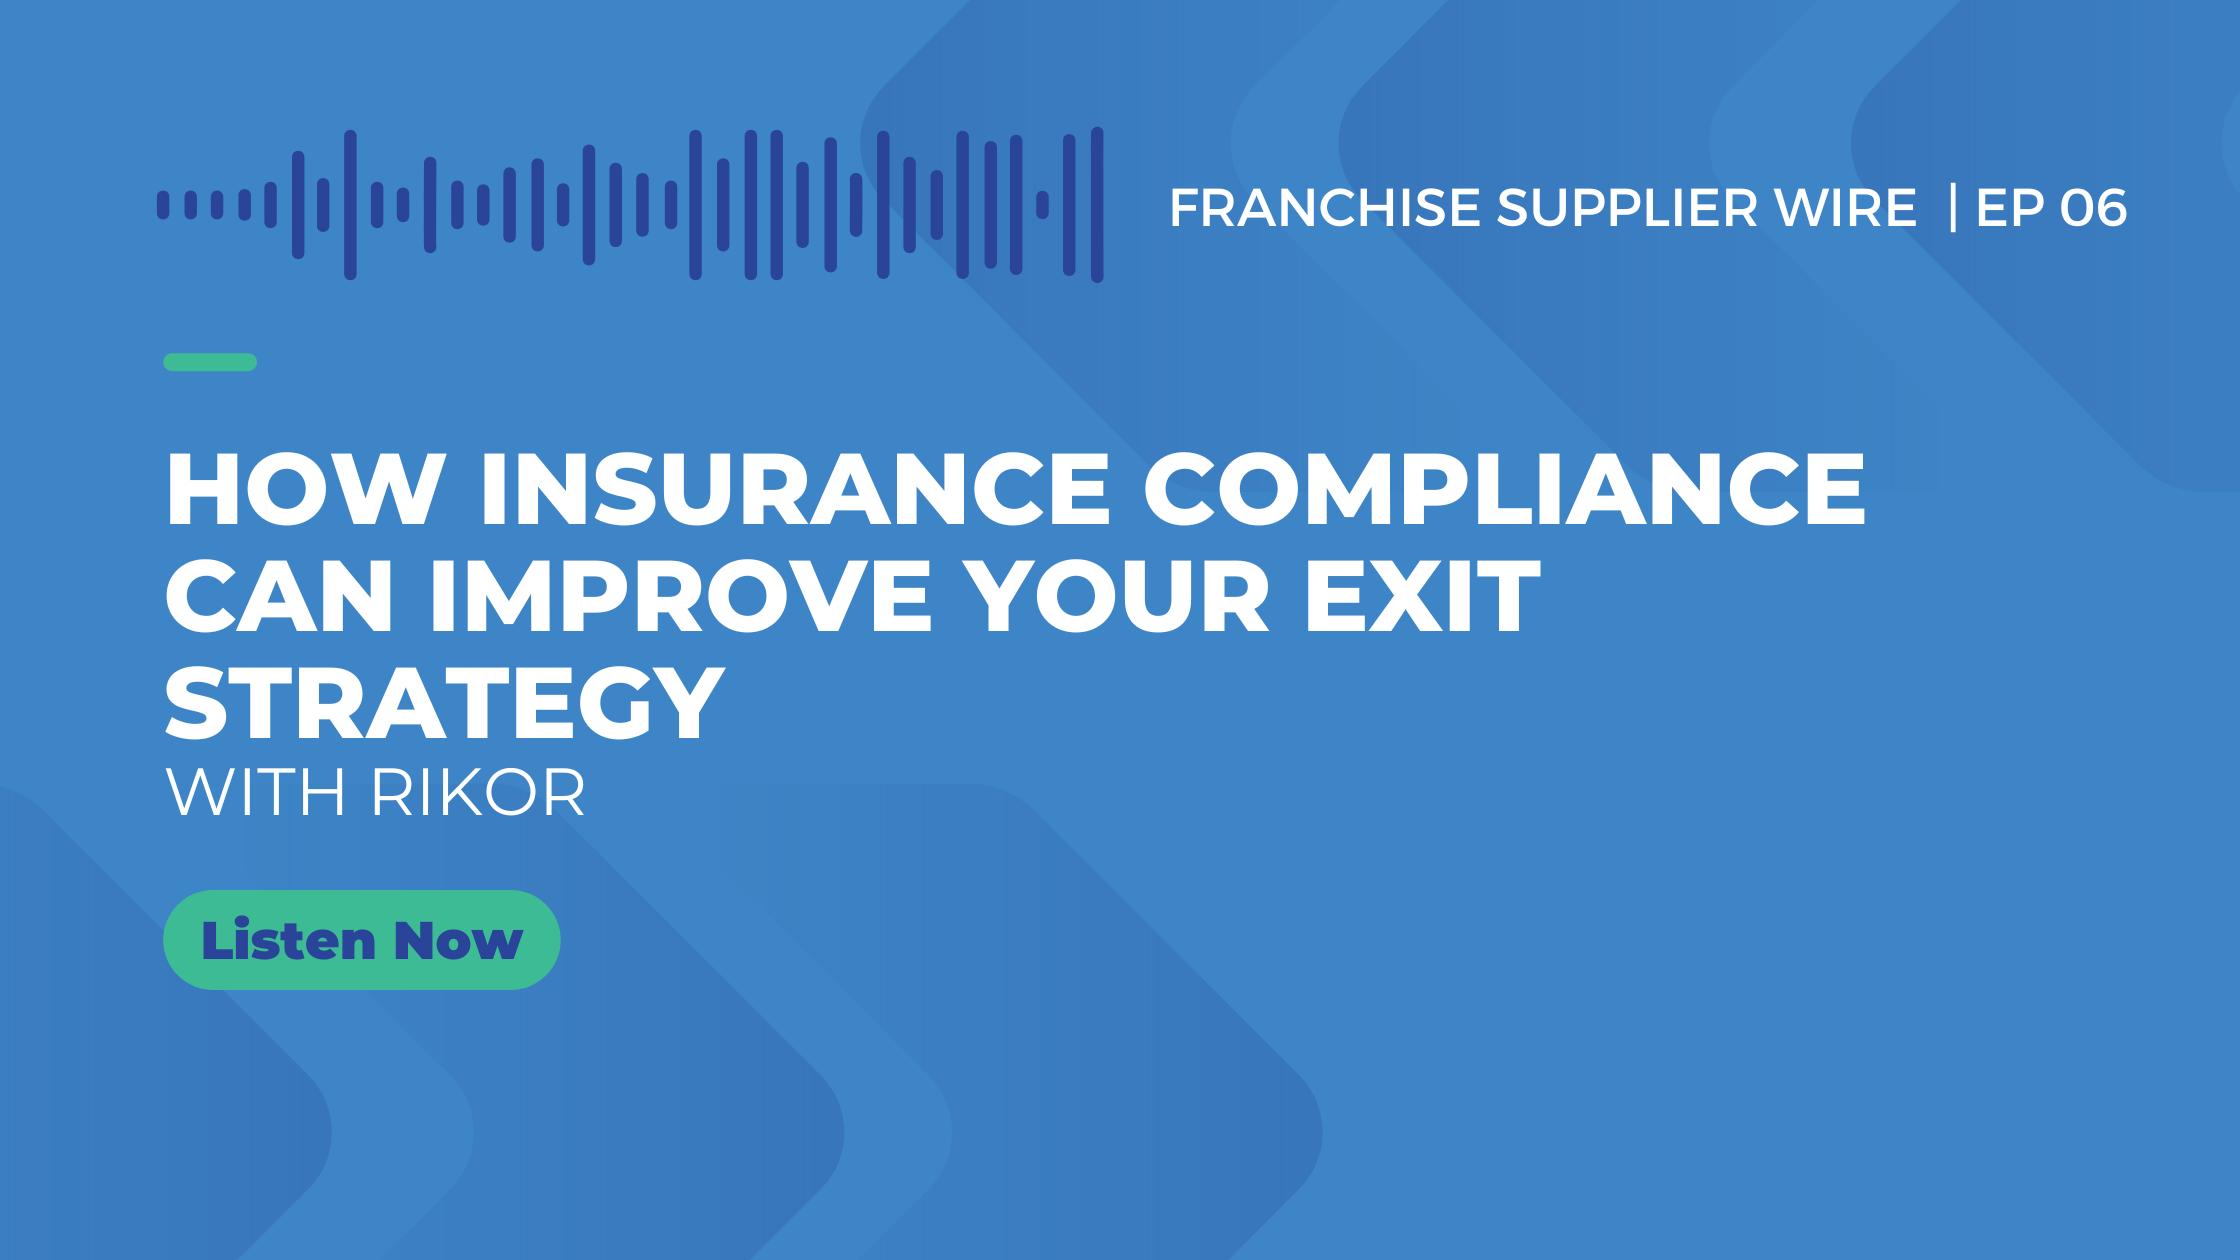 FRANCHISE SUPPLIER WIRE | EP 06
HOW INSURANCE COMPLIANCE
CAN IMPROVE YOUR EXIT
STRATEGY
WITH RIKOR
Listen Now